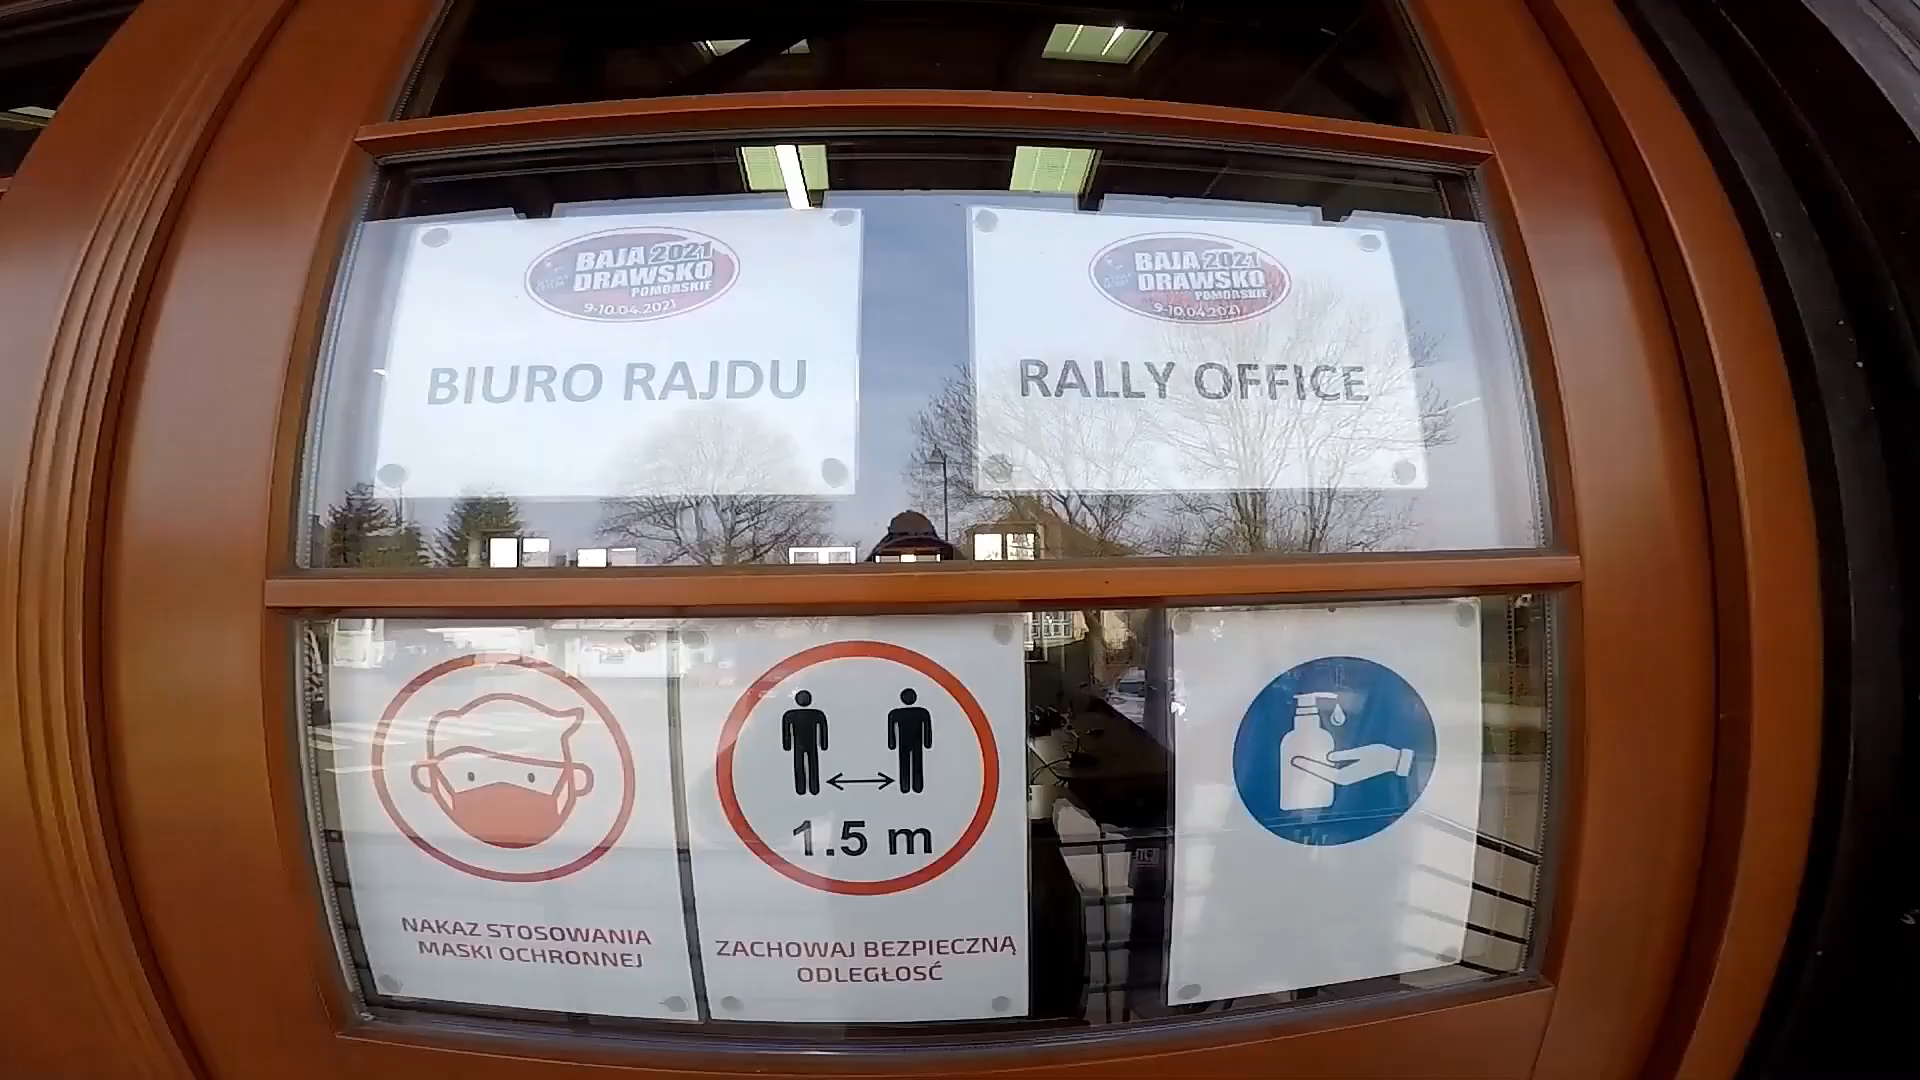 BAJA 2021
DRAWSKO
POMORSKIE
9-10.04.2021
BIURO RAJDU
BAJA 2021
DRAWSKO
POMORSKIE
9-10.04.2021
RALLY OFFICE
1.5 m
NAKAZ STOSOWANIA
MASKI OCHRONNEJ
ZACHOWAJ BEZPIECZNĄ
ODLEGŁOSĆ